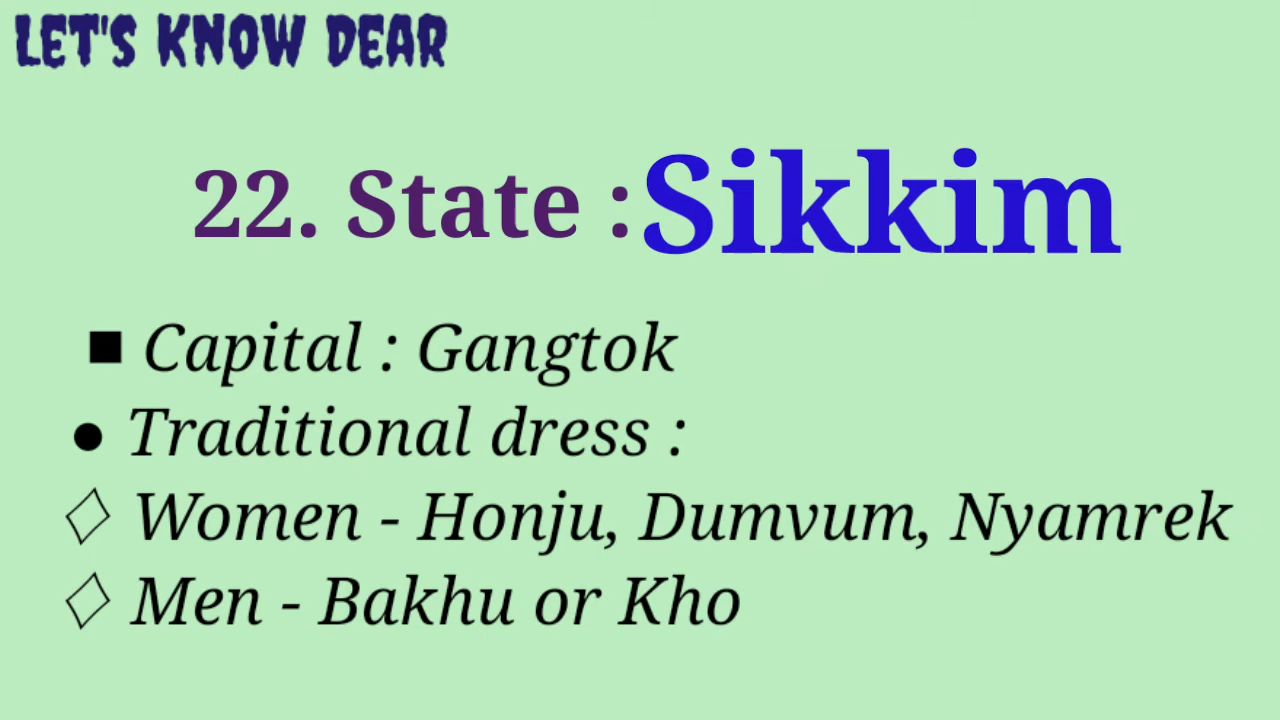 LET'S KNOW DEAR
22. State : Sikkim
■ Capital : Gangtok
● Traditional dress :
◇ Women - Honju, Dumvum, Nyamrek
◇ Men - Bakhu or Kho